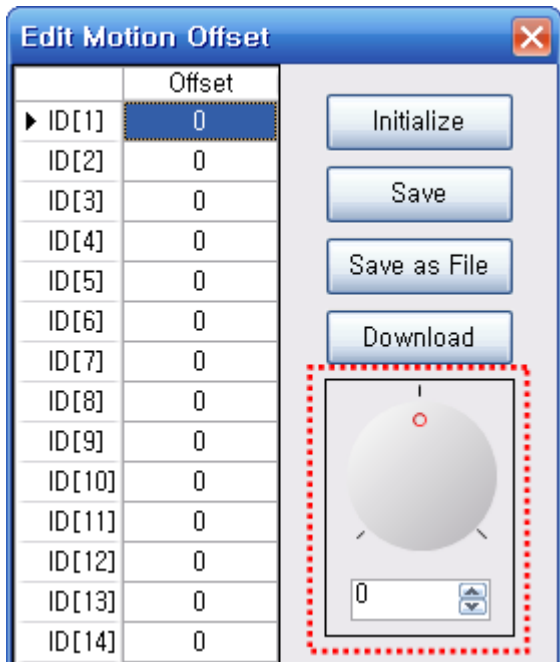 Edit Motion Offset
Offset
ID[1] 0
ID[2] 0
ID[3] 0
ID[4] 0
ID[5] 0
ID[6] 0
ID[7] 0
ID[8] 0
ID[9] 0
ID[10] 0
ID[11] 0
ID[12] 0
ID[13] 0
ID[14] 0
Initialize
Save
Save as File
Download
0